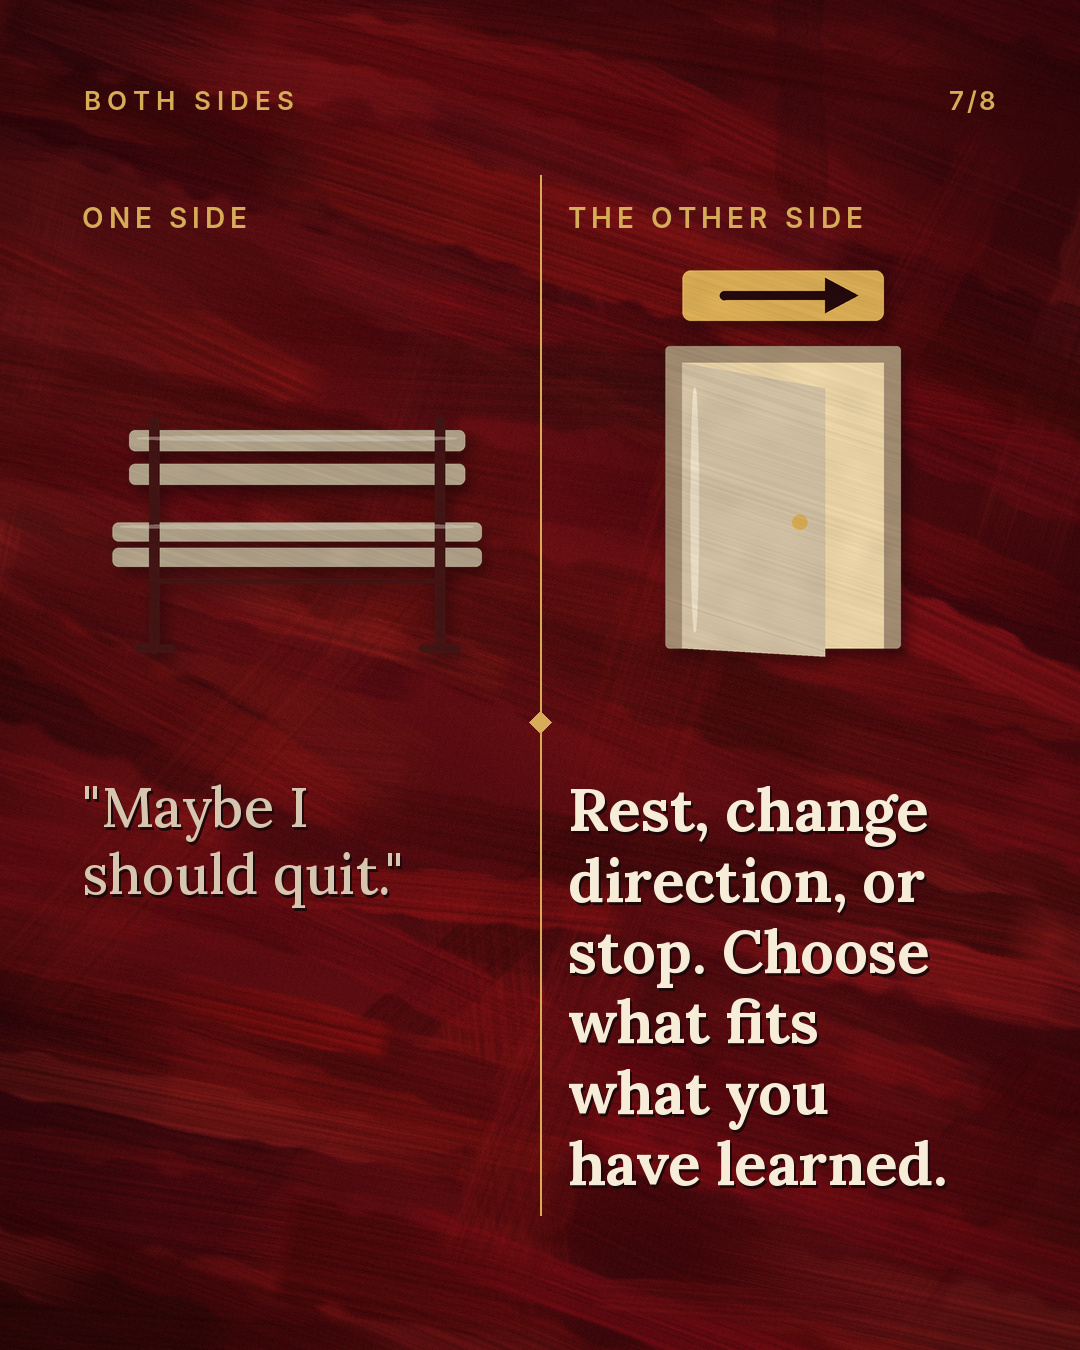 BOTH SIDES
7/8
ONE SIDE
THE OTHER SIDE
"Maybe I
should quit."
Rest, change
direction, or
stop. Choose
what fits
what you
have learned.